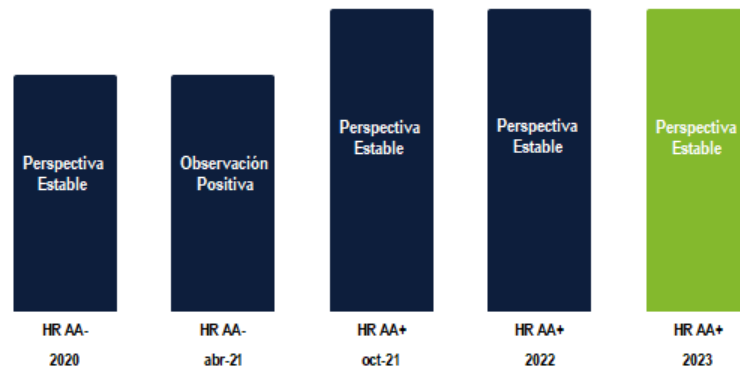 Perspectiva
Estable
Observación
Positiva
Perspectiva
Estable
Perspectiva
Estable
Perspectiva
Estable
HR AA-
HR AA-
HR AA+
HR AA+
HR AA+
2020
abr-21
oct-21
2022
2023